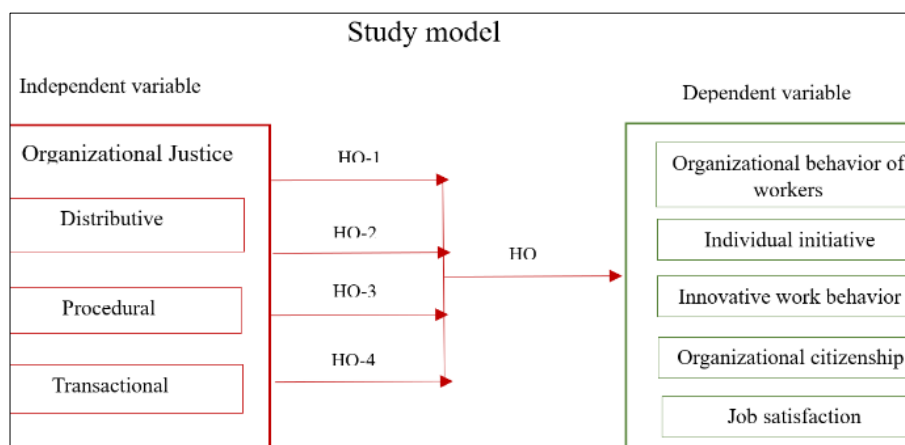 Study model
Independent variable
Dependent variable
Organizational Justice
Distributive
Procedural
Transactional
HO-1
HO-2
HO-3
HO-4
HO
Organizational behavior of
workers
Individual initiative
Innovative work behavior
Organizational citizenship
Job satisfaction